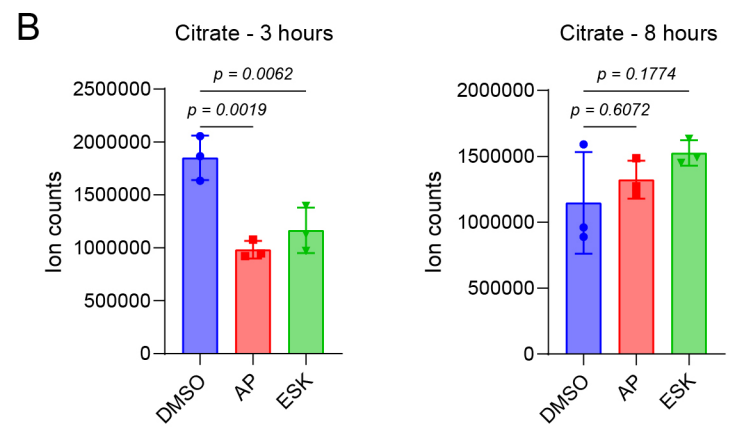 B
Citrate - 3 hours
p = 0.0062
p = 0.0019
Ion counts
2500000
2000000
1500000
1000000
500000
0
DMSO
AP
ESK
Citrate - 8 hours
p = 0.1774
p = 0.6072
Ion counts
2000000
1500000
1000000
500000
0
DMSO
AP
ESK